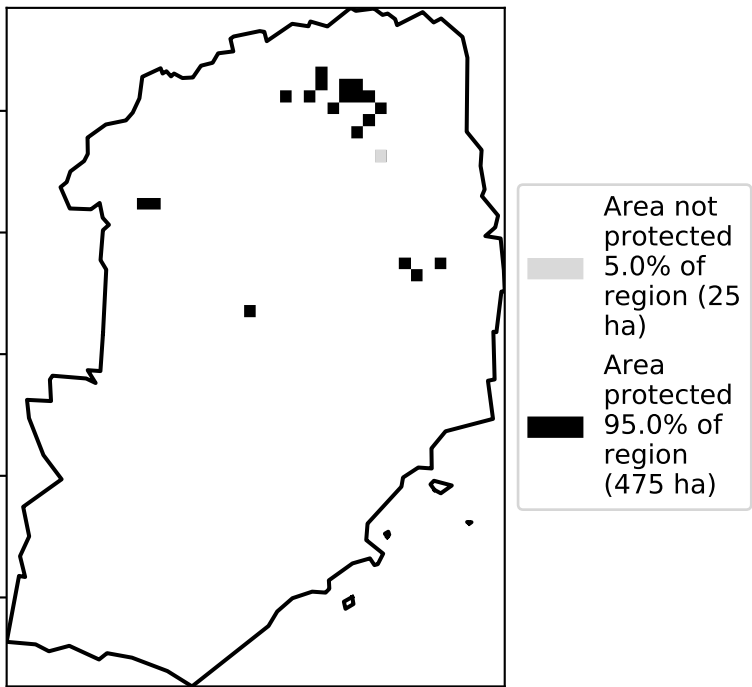 Area not
protected
5.0% of
region (25
ha)
Area
protected
95.0% of
region
(475 ha)